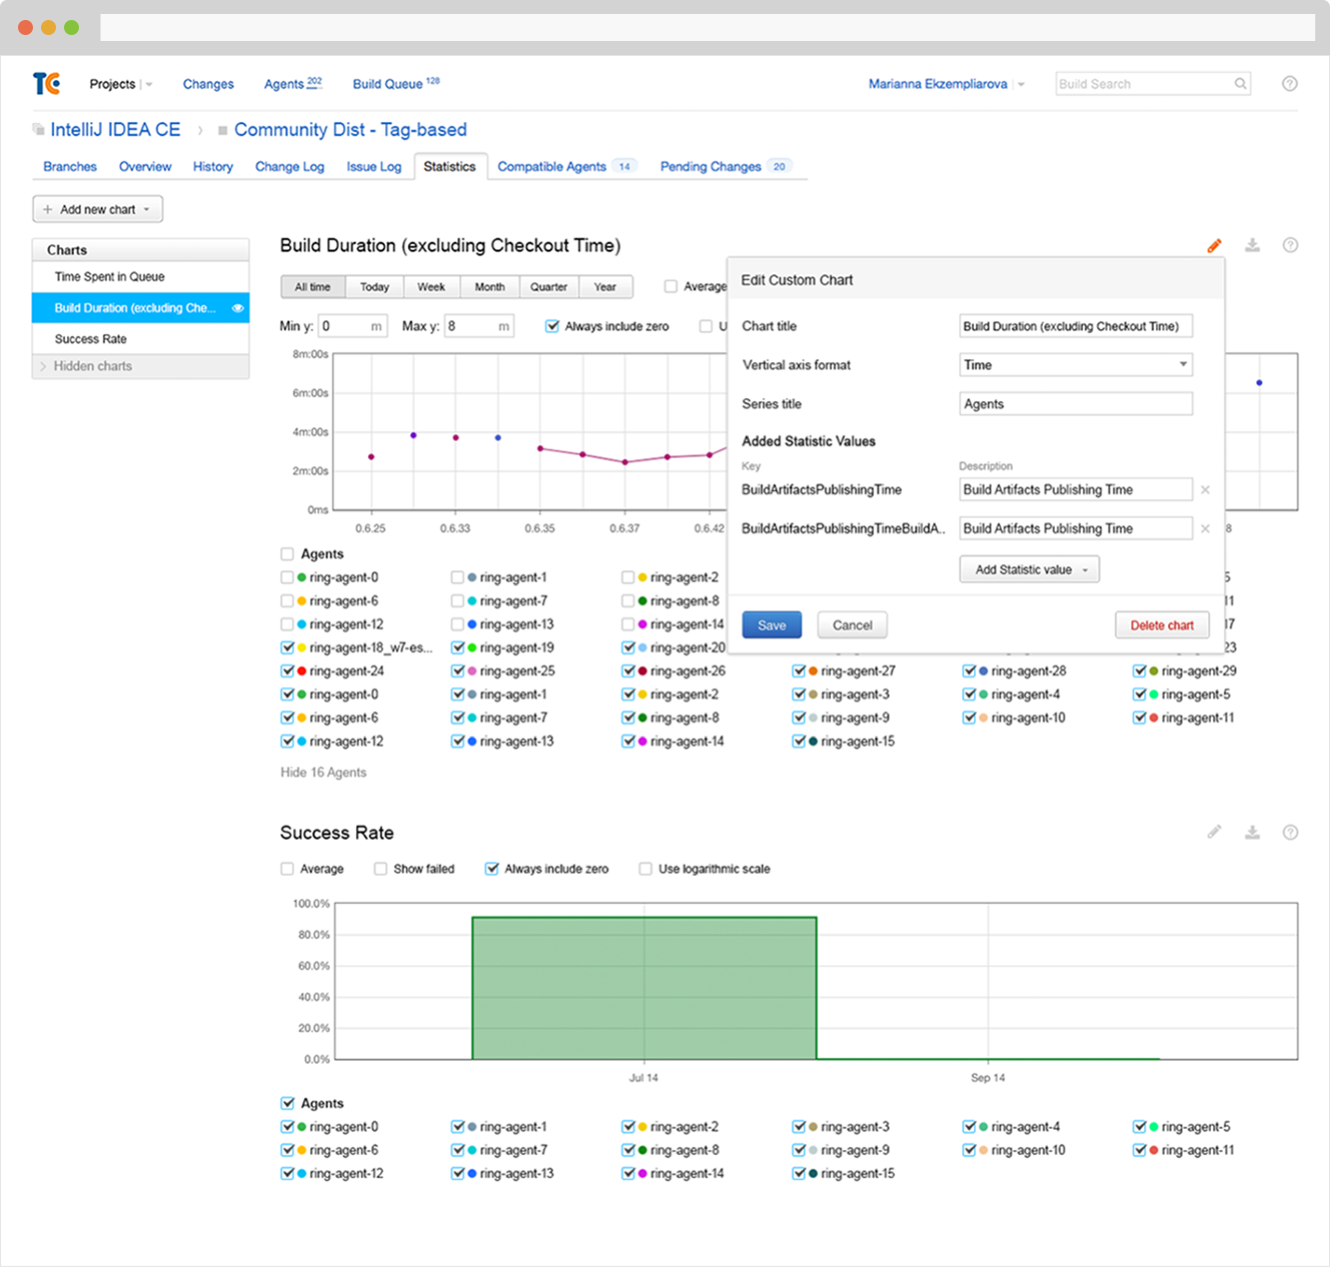 TC Projects Changes Agents 202 Build Queue 128 Marianna Ekzempliarova Build Search ?
IntelliJ IDEA CE › Community Dist - Tag-based
Branches Overview History Change Log Issue Log Statistics Compatible Agents 14 Pending Changes 20
+ Add new chart
Charts
Time Spent in Queue
Build Duration (excluding Che...
Success Rate
Hidden charts
Build Duration (excluding Checkout Time) ?
All time Today Week Month Quarter Year Average
Min y: 0 m Max y: 8 m Always include zero U
8m:00s
6m:00s
4m:00s
2m:00s
0ms
0.6.25 0.6.33 0.6.35 0.6.37 0.6.42 8
Edit Custom Chart
Chart title Build Duration (excluding Checkout Time)
Vertical axis format Time
Series title Agents
Added Statistic Values
Key Description
BuildArtifactsPublishingTime Build Artifacts Publishing Time
BuildArtifactsPublishingTimeBuildA.. Build Artifacts Publishing Time
Add Statistic value
Save Cancel Delete chart
Agents
ring-agent-0 ring-agent-1 ring-agent-2 5
ring-agent-6 ring-agent-7 ring-agent-8 11
ring-agent-12 ring-agent-13 ring-agent-14 17
ring-agent-18_w7-es... ring-agent-19 ring-agent-20 23
ring-agent-24 ring-agent-25 ring-agent-26 ring-agent-27 ring-agent-28 ring-agent-29
ring-agent-0 ring-agent-1 ring-agent-2 ring-agent-3 ring-agent-4 ring-agent-5
ring-agent-6 ring-agent-7 ring-agent-8 ring-agent-9 ring-agent-10 ring-agent-11
ring-agent-12 ring-agent-13 ring-agent-14 ring-agent-15
Hide 16 Agents
Success Rate ?
Average Show failed Always include zero Use logarithmic scale
100.0%
80.0%
60.0%
40.0%
20.0%
0.0%
Jul 14 Sep 14
Agents
ring-agent-0 ring-agent-1 ring-agent-2 ring-agent-3 ring-agent-4 ring-agent-5
ring-agent-6 ring-agent-7 ring-agent-8 ring-agent-9 ring-agent-10 ring-agent-11
ring-agent-12 ring-agent-13 ring-agent-14 ring-agent-15